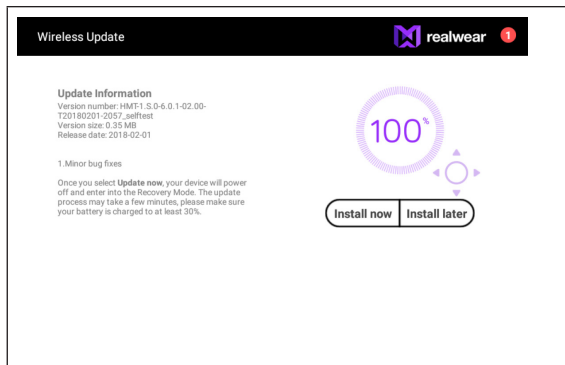 Wireless Update
realwear
1
Update Information
Version number: HMT-1.S.0-6.0.1-02.00-
T20180201-2057_selftest
Version size: 0.35 MB
Release date: 2018-02-01
1.Minor bug fixes
Once you select Update now, your device will power
off and enter into the Recovery Mode. The update
process may take a few minutes, please make sure
your battery is charged to at least 30%.
100%
Install now
Install later